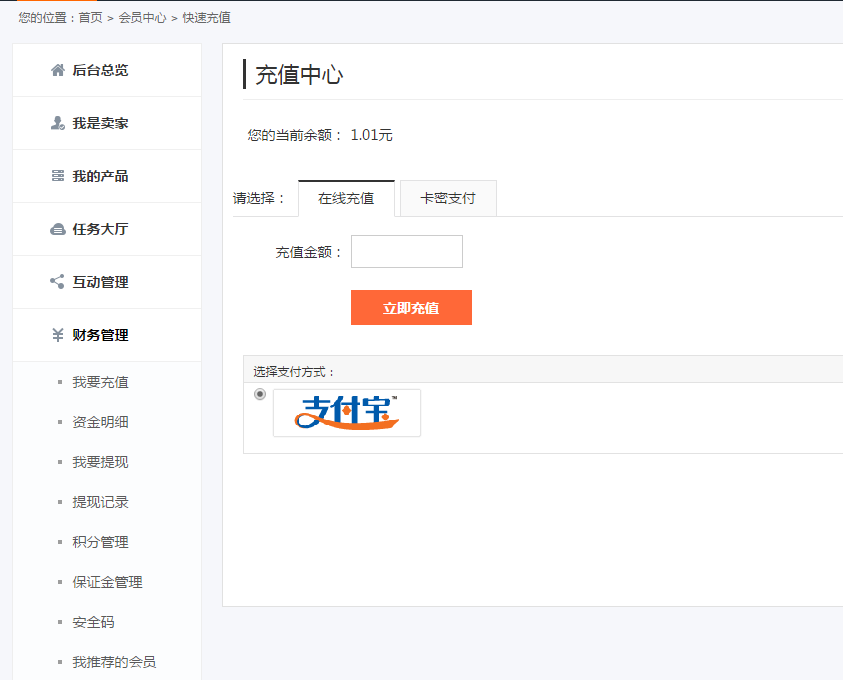 您的位置：首页 > 会员中心 > 快速充值
后台总览
我是卖家
我的产品
任务大厅
互动管理
财务管理
我要充值
资金明细
我要提现
提现记录
积分管理
保证金管理
安全码
我推荐的会员
充值中心
您的当前余额： 1.01元
请选择： 在线充值 卡密支付
充值金额：
立即充值
选择支付方式：
支付宝™